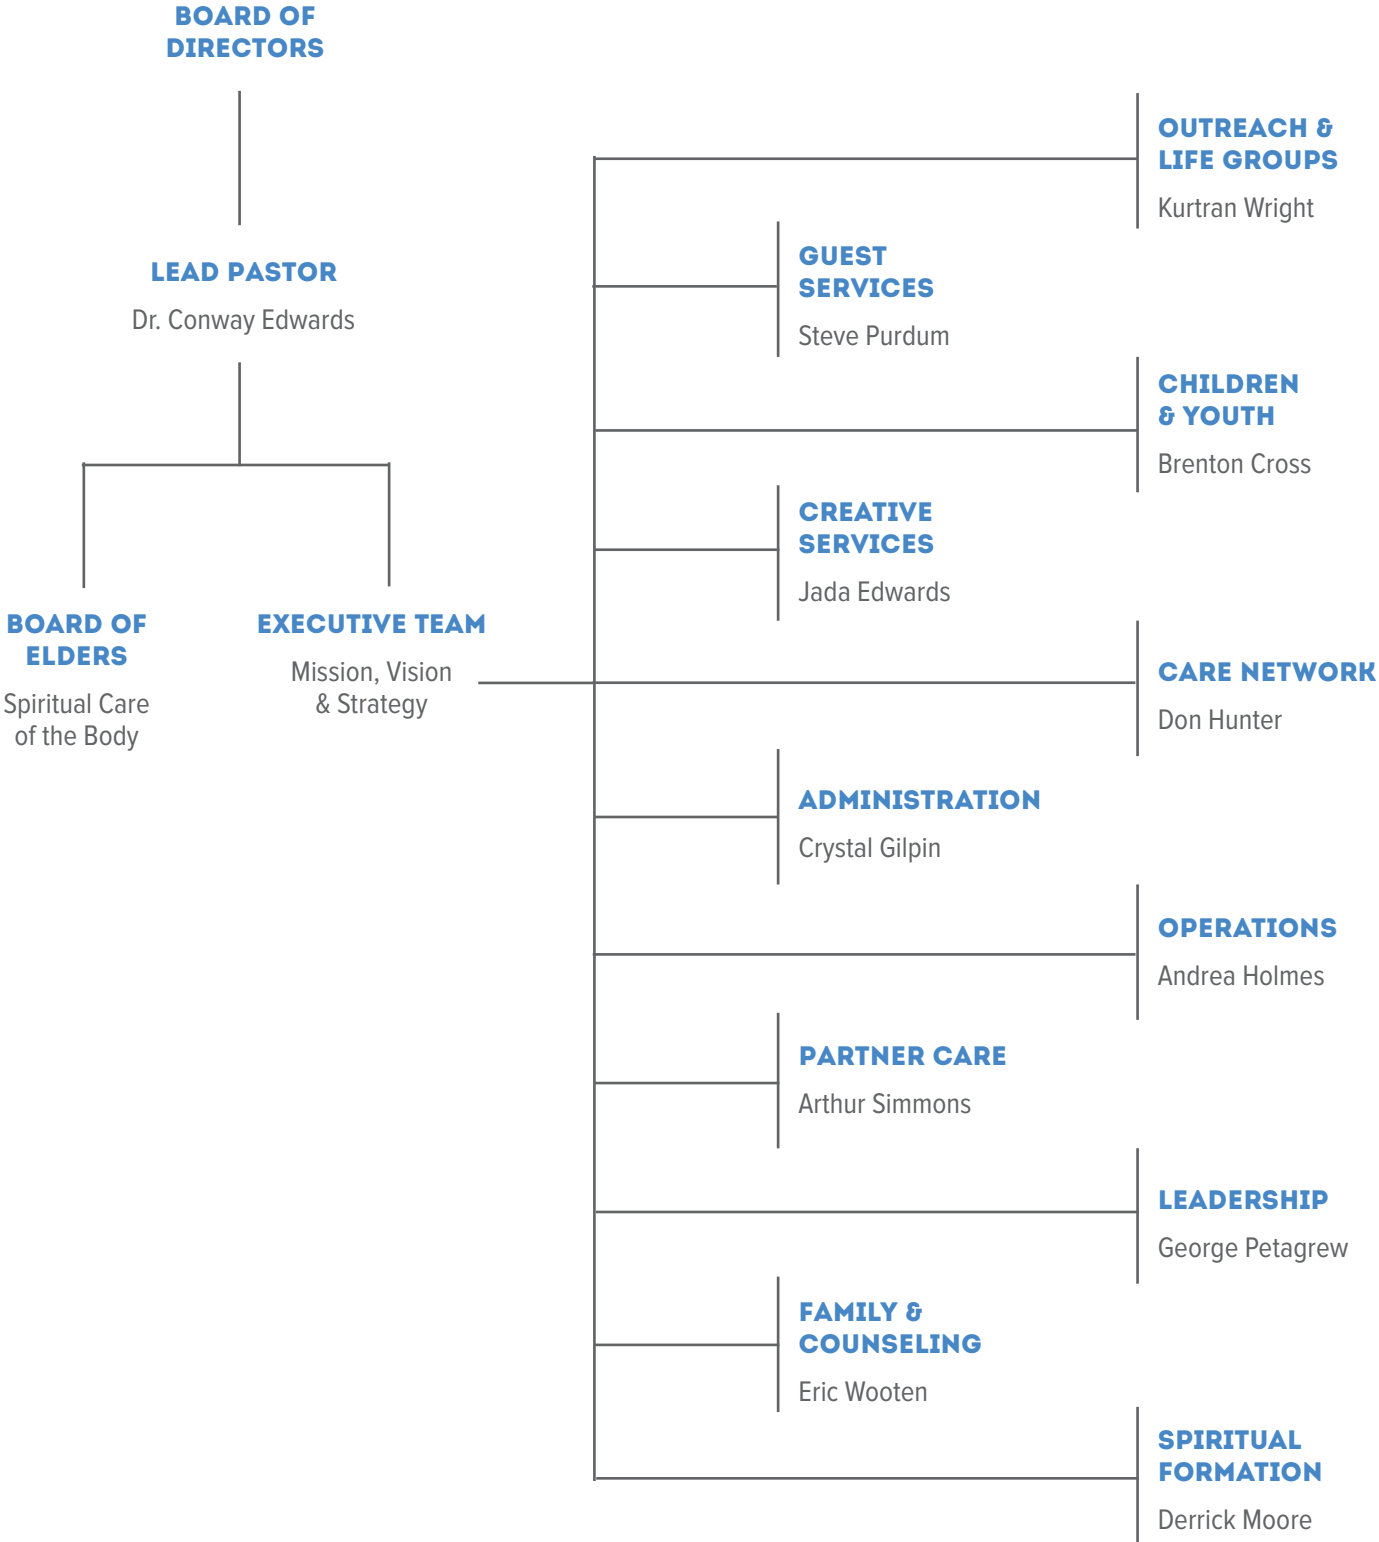 BOARD OF
DIRECTORS
LEAD PASTOR
Dr. Conway Edwards
BOARD OF
ELDERS
Spiritual Care
of the Body
EXECUTIVE TEAM
Mission, Vision
& Strategy
OUTREACH &
LIFE GROUPS
Kurtran Wright
GUEST
SERVICES
Steve Purdum
CHILDREN
& YOUTH
Brenton Cross
CREATIVE
SERVICES
Jada Edwards
CARE NETWORK
Don Hunter
ADMINISTRATION
Crystal Gilpin
OPERATIONS
Andrea Holmes
PARTNER CARE
Arthur Simmons
LEADERSHIP
George Petagrew
FAMILY &
COUNSELING
Eric Wooten
SPIRITUAL
FORMATION
Derrick Moore